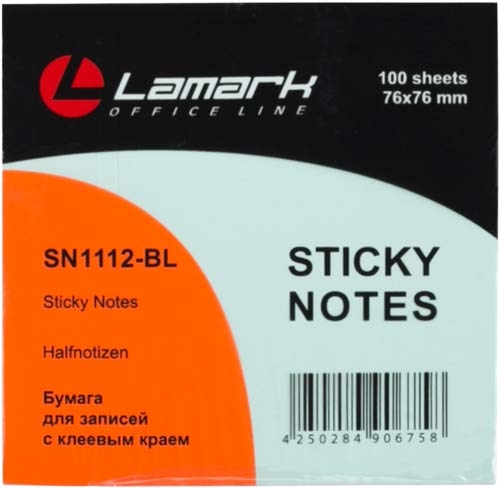 Lamark
OFFICE LINE
100 sheets
76x76 mm
SN1112-BL
Sticky Notes
Halfnotizen
Бумага
для записей
с клеевым краем
STICKY
NOTES
4 250284 906758